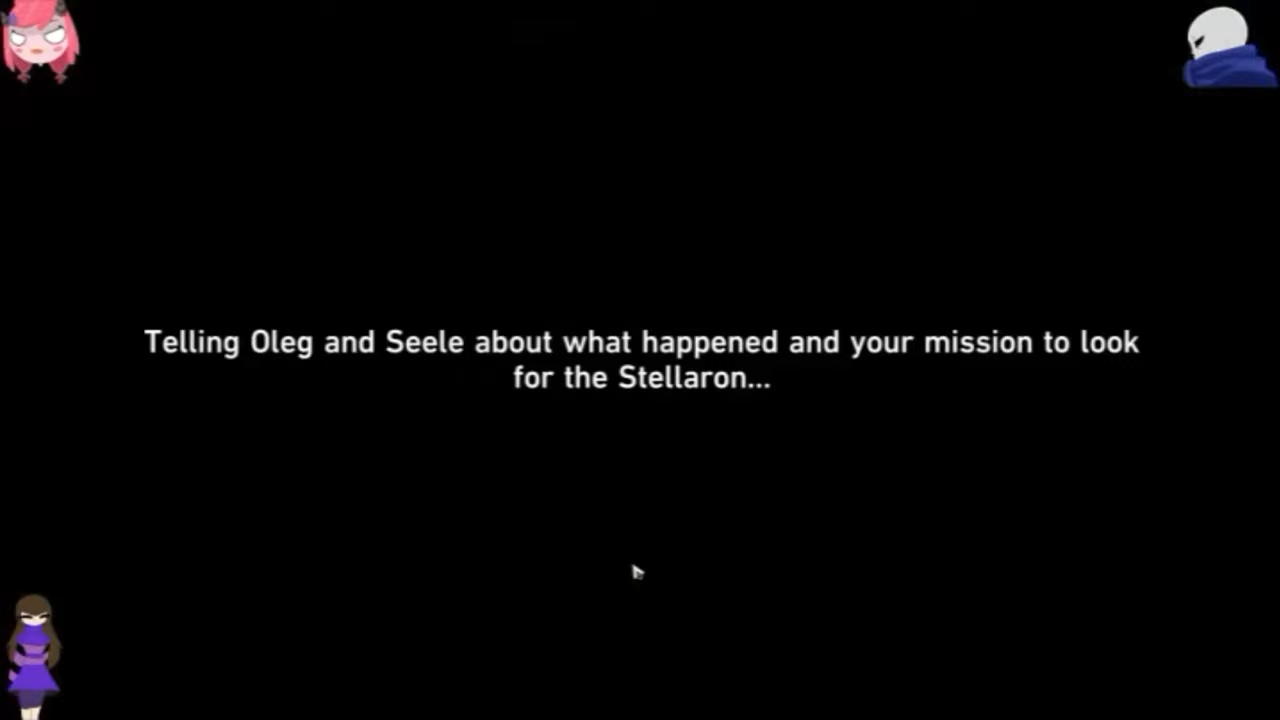 Telling Oleg and Seele about what happened and your mission to look
for the Stellaron...